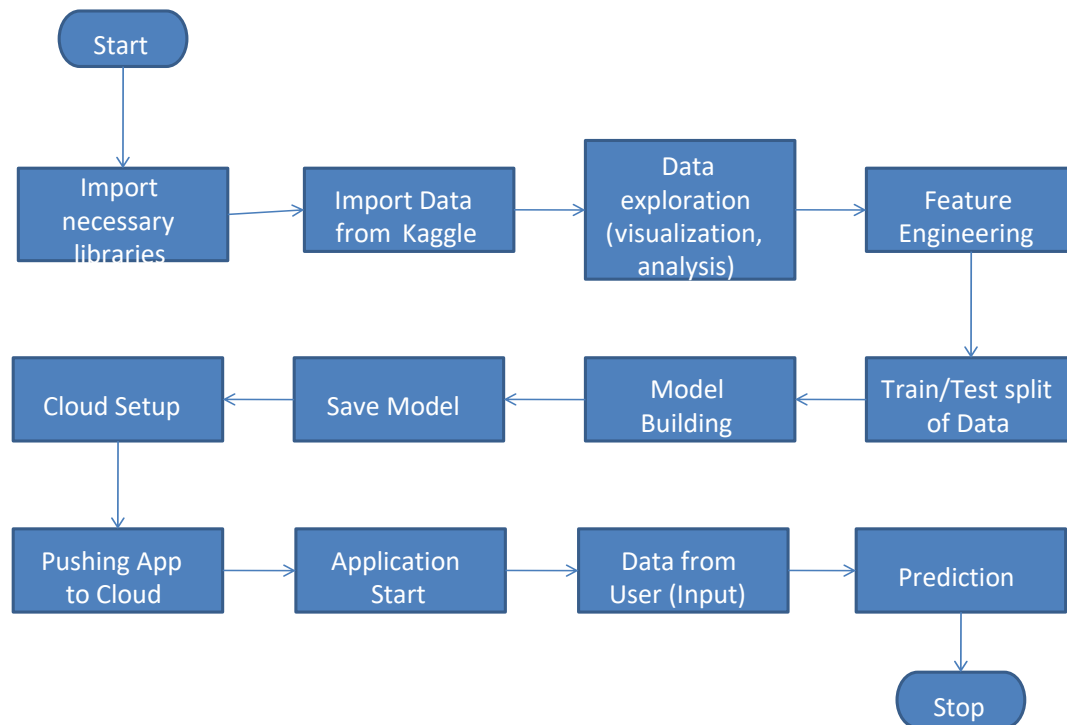 Start
Import
necessary
libraries
Import Data
from Kaggle
Data
exploration
(visualization,
analysis)
Feature
Engineering
Train/Test split
of Data
Model
Building
Save Model
Cloud Setup
Pushing App
to Cloud
Application
Start
Data from
User (Input)
Prediction
Stop